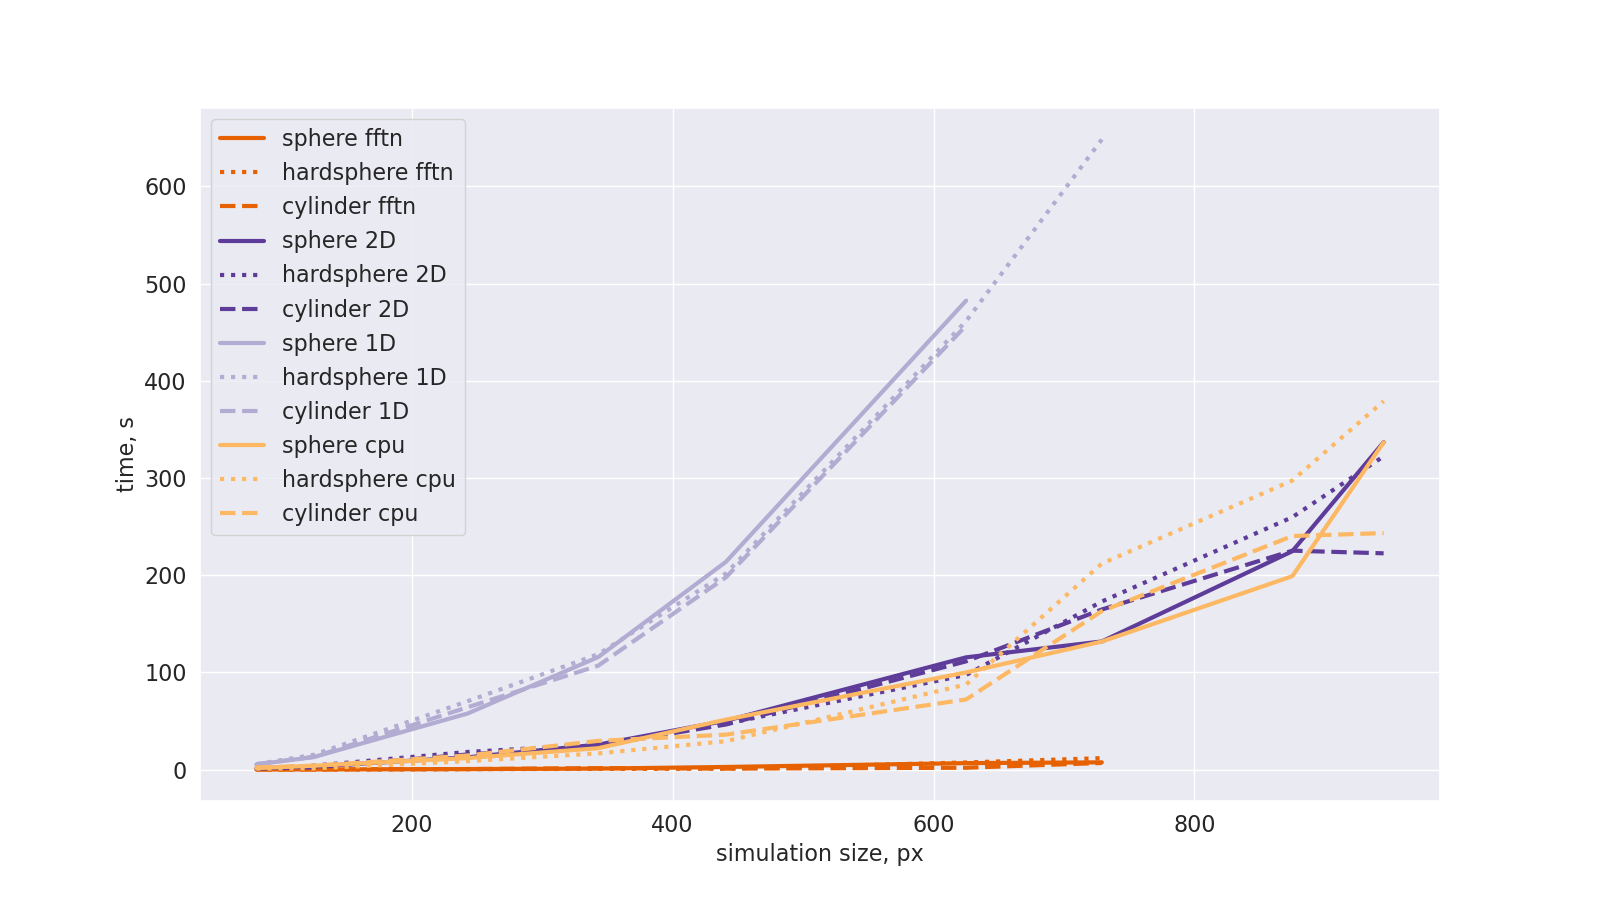 sphere fftn
hardsphere fftn
cylinder fftn
sphere 2D
hardsphere 2D
cylinder 2D
sphere 1D
hardsphere 1D
cylinder 1D
sphere cpu
hardsphere cpu
cylinder cpu
600
500
400
300
200
100
0
time, s
200 400 600 800
simulation size, px